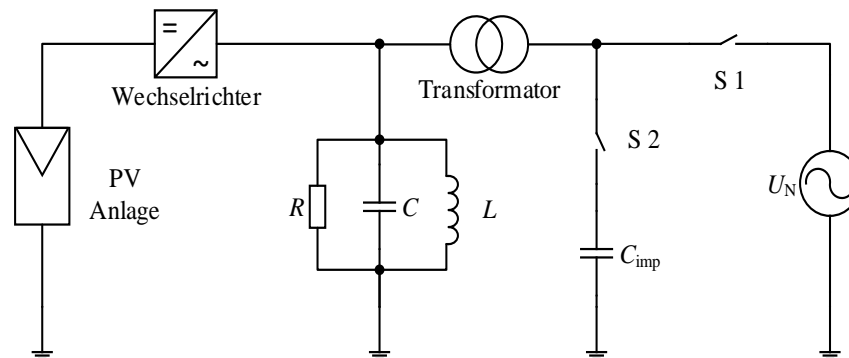 =
~
Wechselrichter
Transformator
S 1
S 2
PV
Anlage
R
C
L
C_imp
U_N